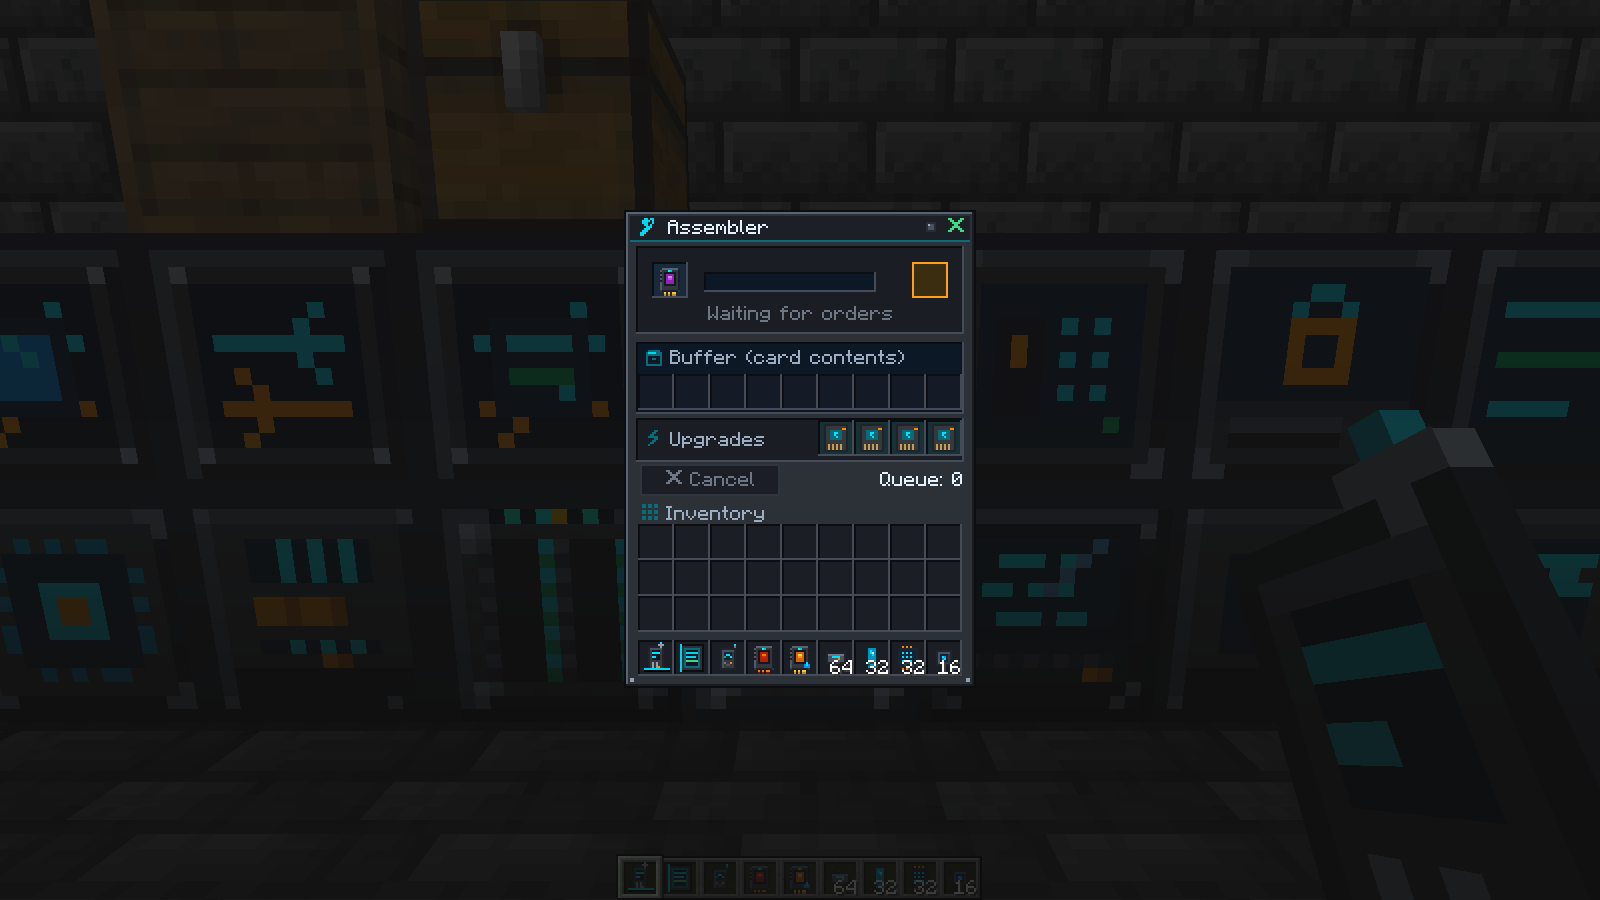 Assembler
Waiting for orders
Buffer (card contents)
Upgrades
Cancel
Queue: 0
Inventory
64 32 32 16
64 32 32 16